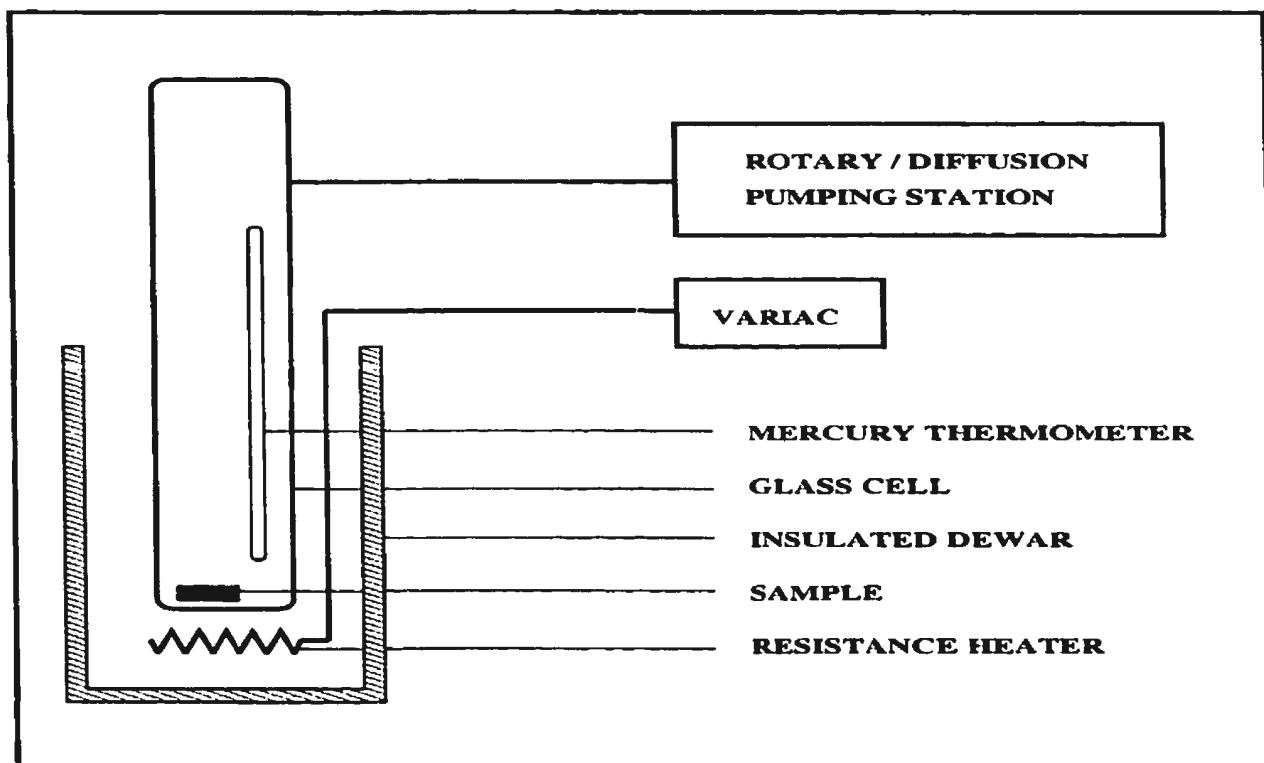 ROTARY / DIFFUSION
PUMPING STATION
VARIAC
MERCURY THERMOMETER
GLASS CELL
INSULATED DEWAR
SAMPLE
RESISTANCE HEATER